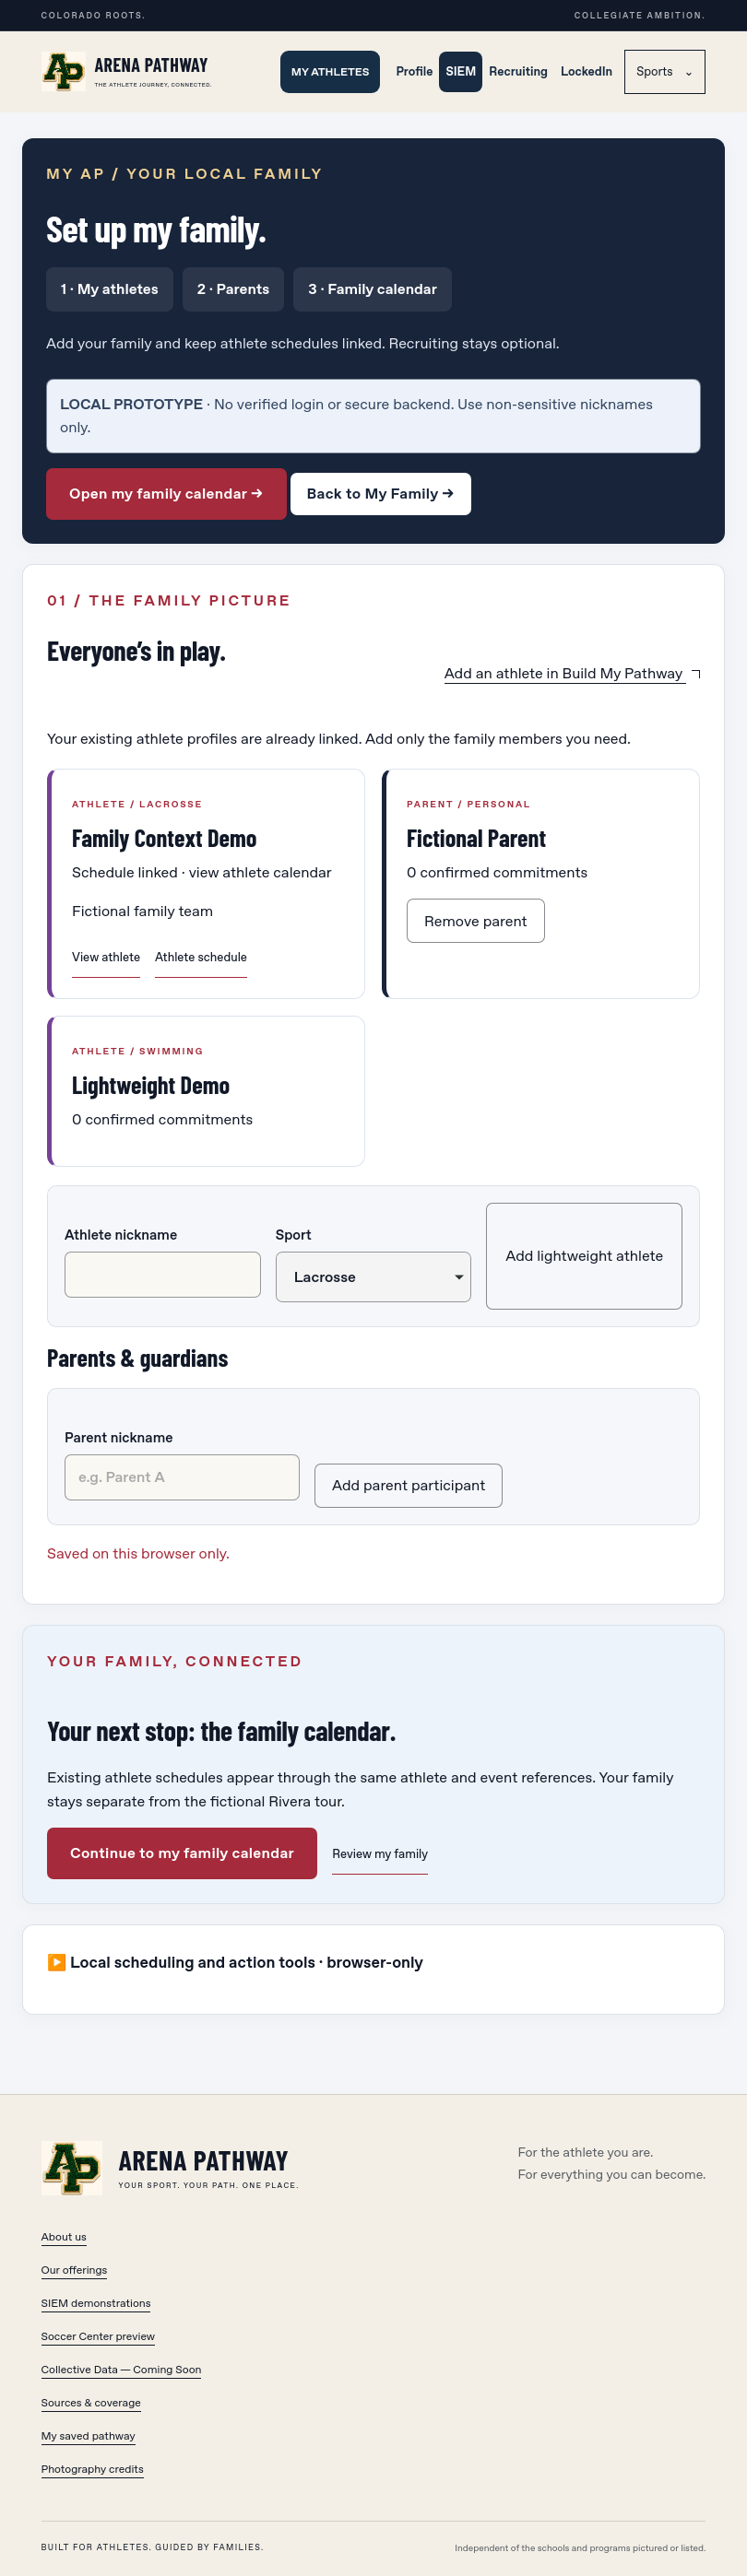 COLORADO ROOTS.
COLLEGIATE AMBITION.
AP
ARENA PATHWAY
THE ATHLETE JOURNEY, CONNECTED.
MY ATHLETES
Profile
SIEM
Recruiting
LockedIn
Sports
MY AP / YOUR LOCAL FAMILY
Set up my family.
1 · My athletes
2 · Parents
3 · Family calendar
Add your family and keep athlete schedules linked. Recruiting stays optional.
LOCAL PROTOTYPE · No verified login or secure backend. Use non-sensitive nicknames
only.
Open my family calendar →
Back to My Family →
01 / THE FAMILY PICTURE
Everyone’s in play.
Add an athlete in Build My Pathway
Your existing athlete profiles are already linked. Add only the family members you need.
ATHLETE / LACROSSE
Family Context Demo
Schedule linked · view athlete calendar
Fictional family team
View athlete
Athlete schedule
PARENT / PERSONAL
Fictional Parent
0 confirmed commitments
Remove parent
ATHLETE / SWIMMING
Lightweight Demo
0 confirmed commitments
Athlete nickname
Sport
Lacrosse
Add lightweight athlete
Parents & guardians
Parent nickname
e.g. Parent A
Add parent participant
Saved on this browser only.
YOUR FAMILY, CONNECTED
Your next stop: the family calendar.
Existing athlete schedules appear through the same athlete and event references. Your family
stays separate from the fictional Rivera tour.
Continue to my family calendar
Review my family
Local scheduling and action tools · browser-only
AP
ARENA PATHWAY
YOUR SPORT. YOUR PATH. ONE PLACE.
For the athlete you are.
For everything you can become.
About us
Our offerings
SIEM demonstrations
Soccer Center preview
Collective Data — Coming Soon
Sources & coverage
My saved pathway
Photography credits
BUILT FOR ATHLETES. GUIDED BY FAMILIES.
Independent of the schools and programs pictured or listed.